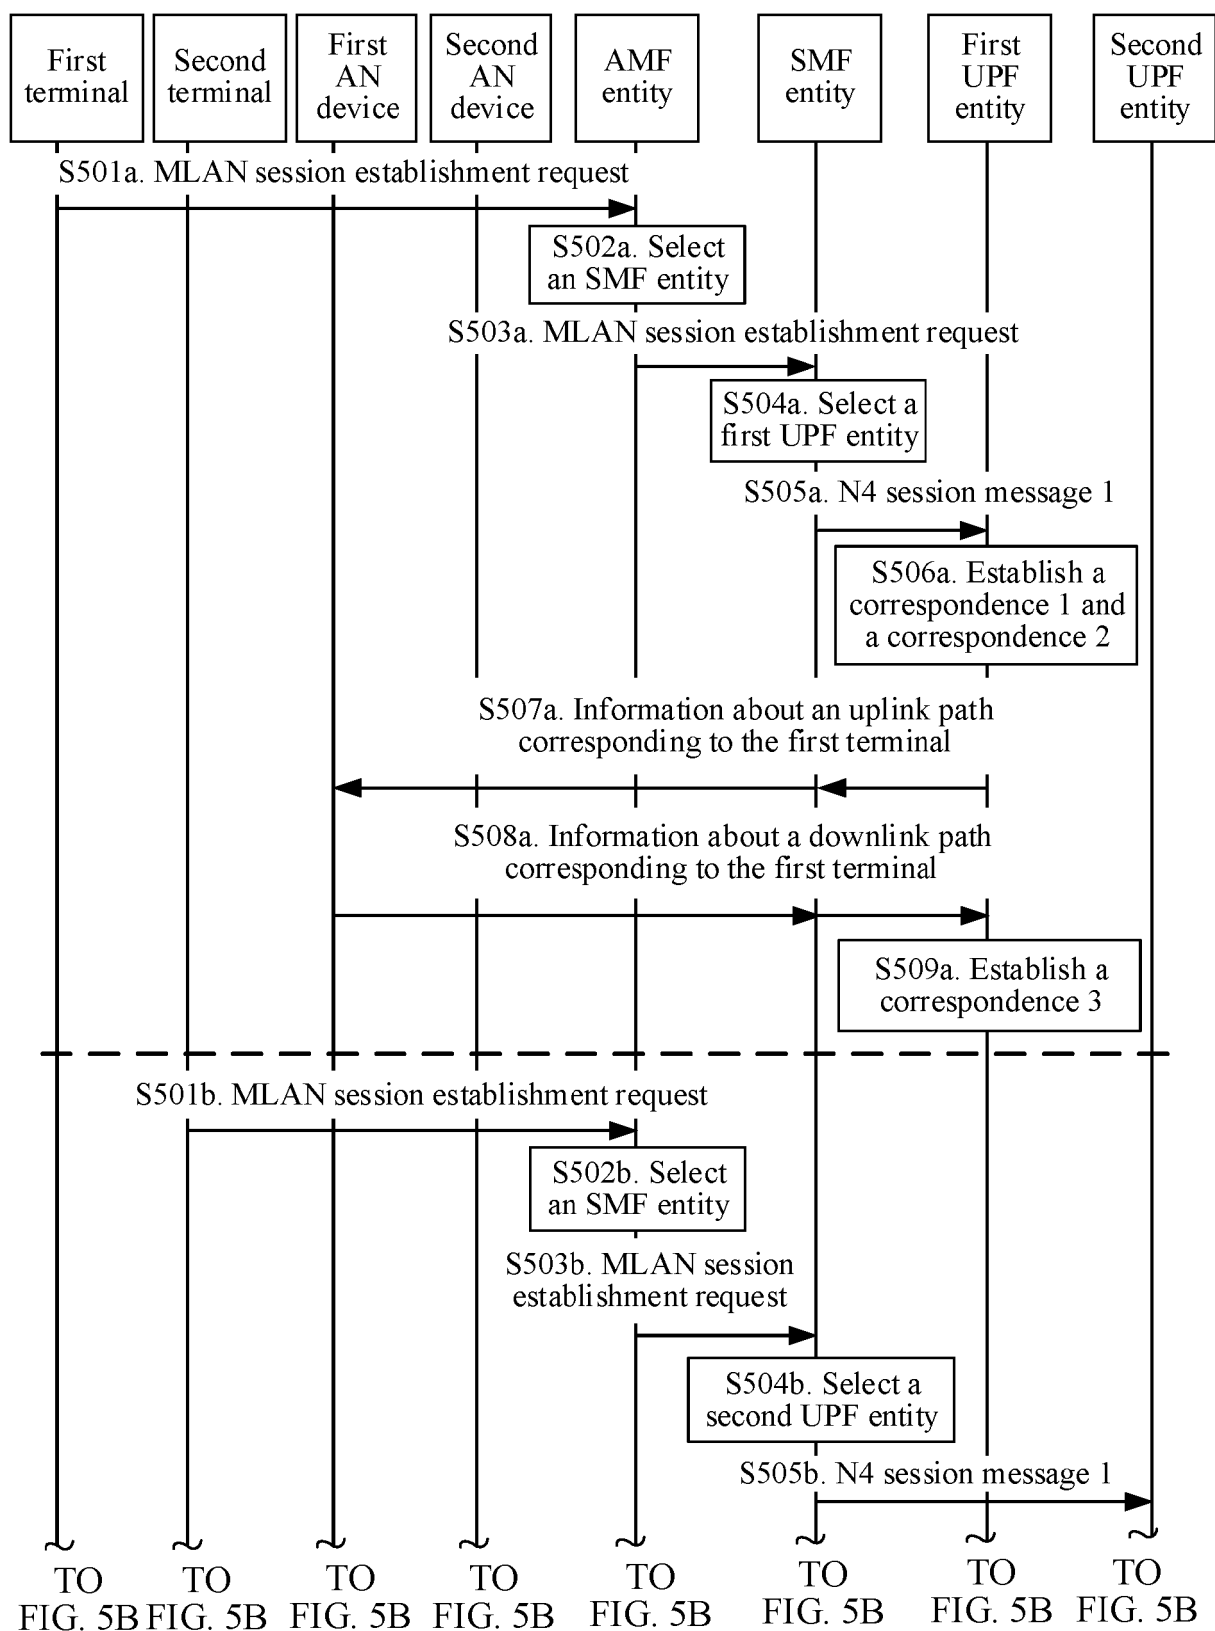 First
terminal
Second
terminal
First
AN
device
Second
AN
device
AMF
entity
SMF
entity
First
UPF
entity
Second
UPF
entity
S501a. MLAN session establishment request
S502a. Select
an SMF entity
S503a. MLAN session establishment request
S504a. Select a
first UPF entity
S505a. N4 session message 1
S506a. Establish a
correspondence 1 and
a correspondence 2
S507a. Information about an uplink path
corresponding to the first terminal
S508a. Information about a downlink path
corresponding to the first terminal
S509a. Establish a
correspondence 3
S501b. MLAN session establishment request
S502b. Select
an SMF entity
S503b. MLAN session
establishment request
S504b. Select a
second UPF entity
S505b. N4 session message 1
TO
FIG. 5B
TO
FIG. 5B
TO
FIG. 5B
TO
FIG. 5B
TO
FIG. 5B
TO
FIG. 5B
TO
FIG. 5B
TO
FIG. 5B